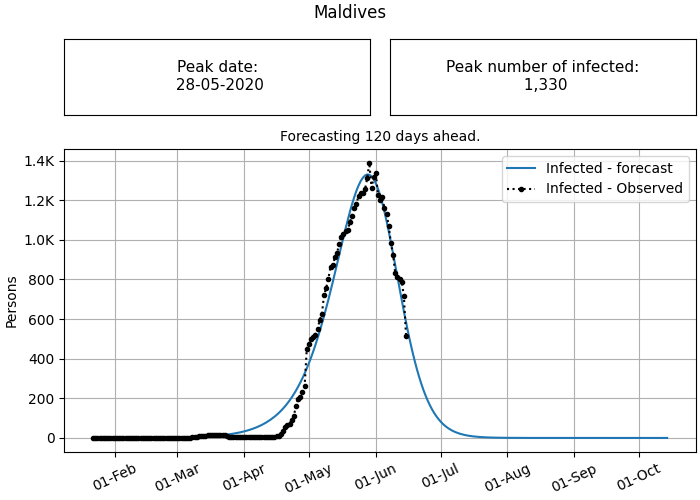 Maldives
Peak date:
28-05-2020
Peak number of infected:
1,330
Forecasting 120 days ahead.
Infected - forecast
Infected - Observed
Persons
1.4K
1.2K
1.0K
800
600
400
200
0
01-Feb
01-Mar
01-Apr
01-May
01-Jun
01-Jul
01-Aug
01-Sep
01-Oct